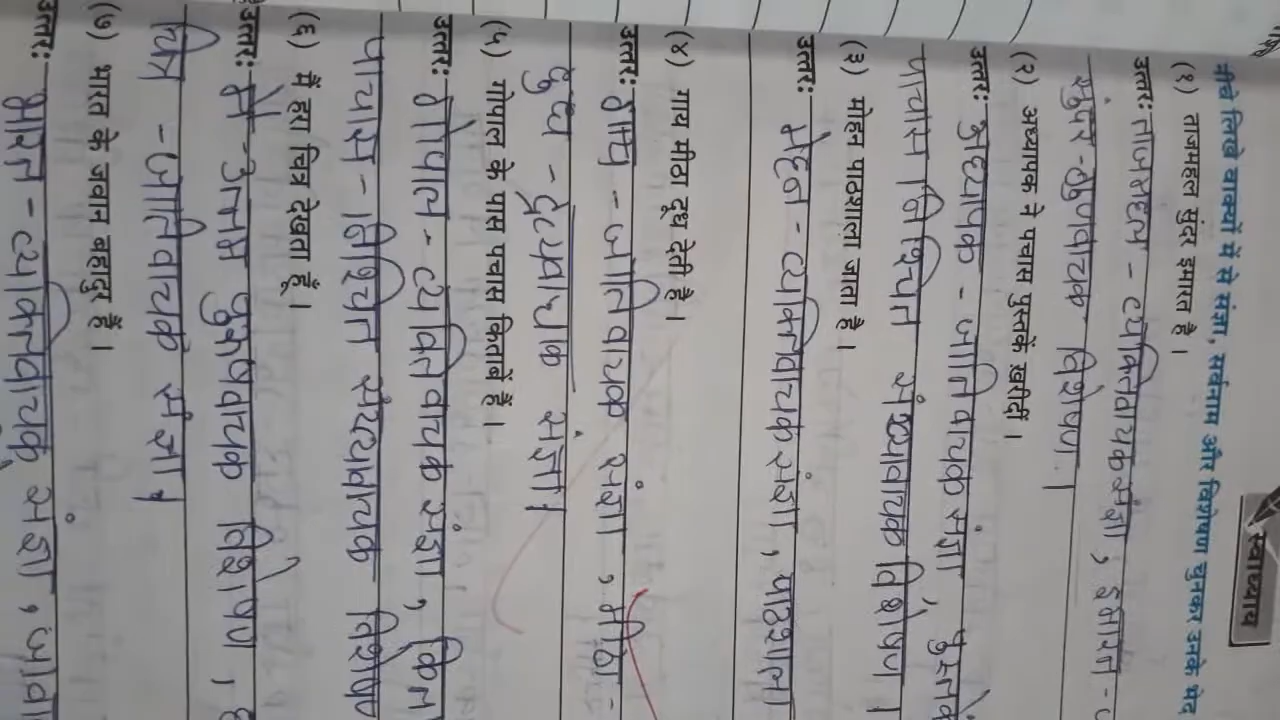 स्वाध्याय
नीचे लिखे वाक्यों में से संज्ञा, सर्वनाम और विशेषण चुनकर उनके भेद
(१) ताजमहल सुंदर इमारत है ।
उत्तरः ताजमहल - व्यक्तिवाचक संज्ञा , इमारत -
सुंदर - गुणवाचक विशेषण .।
(२) अध्यापक ने पचास पुस्तकें खरीदीं ।
उत्तरः अध्यापक - जातिवाचक संज्ञा , पुस्तकें
पाचास निश्चित संख्यवाचक विशेषण ।
(३) मोहन पाठशाला जाता है ।
उत्तरः मोहन - व्यक्तिवाचक संज्ञा , पाठशाला
(४) गाय मीठा दूध देती है ।
उत्तरः गाय - जातिवाचक संज्ञा , मीठा -
दुध - द्रव्यवाचक संज्ञा ।
(५) गोपाल के पास पचास किताबें हैं ।
उत्तरः गोपाल - व्यक्तिवाचक संज्ञा , कित
पाचास - निश्चित संख्यवाचक विशेषण
(६) मैं हरा चित्र देखता हूँ ।
उत्तरः मै - उत्तम पुरुषवाचक विशेषण ,
चित्र - जातिवाचक संज्ञा ।
(७) भारत के जवान बहादुर हैं ।
उत्तरः भारत - व्यक्तिवाचक संज्ञा , जवा